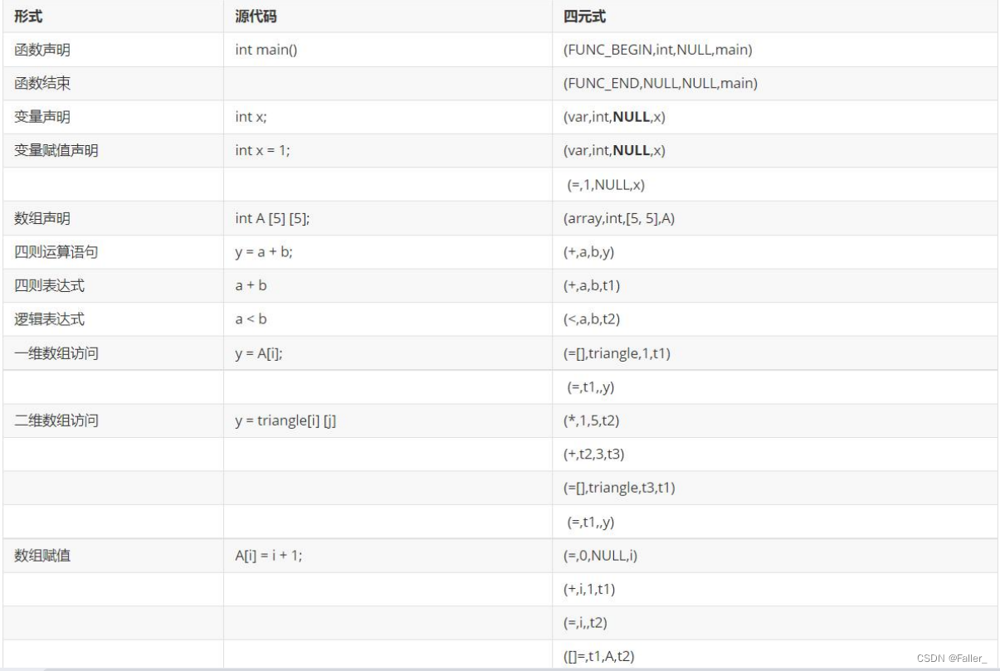 形式 源代码 四元式
函数声明 int main() (FUNC_BEGIN,int,NULL,main)
函数结束 (FUNC_END,NULL,NULL,main)
变量声明 int x; (var,int,NULL,x)
变量赋值声明 int x = 1; (var,int,NULL,x)
(=,1,NULL,x)
数组声明 int A [5] [5]; (array,int,[5, 5],A)
四则运算语句 y = a + b; (+,a,b,y)
四则表达式 a + b (+,a,b,t1)
逻辑表达式 a < b (<,a,b,t2)
一维数组访问 y = A[i]; (=[],triangle,1,t1)
(=,t1,,y)
二维数组访问 y = triangle[i] [j] (*,1,5,t2)
(+,t2,3,t3)
(=[],triangle,t3,t1)
(=,t1,,y)
数组赋值 A[i] = i + 1; (=,0,NULL,i)
(+,i,1,t1)
(=,i,,t2)
([]=,t1,A,t2)
CSDN @Faller_